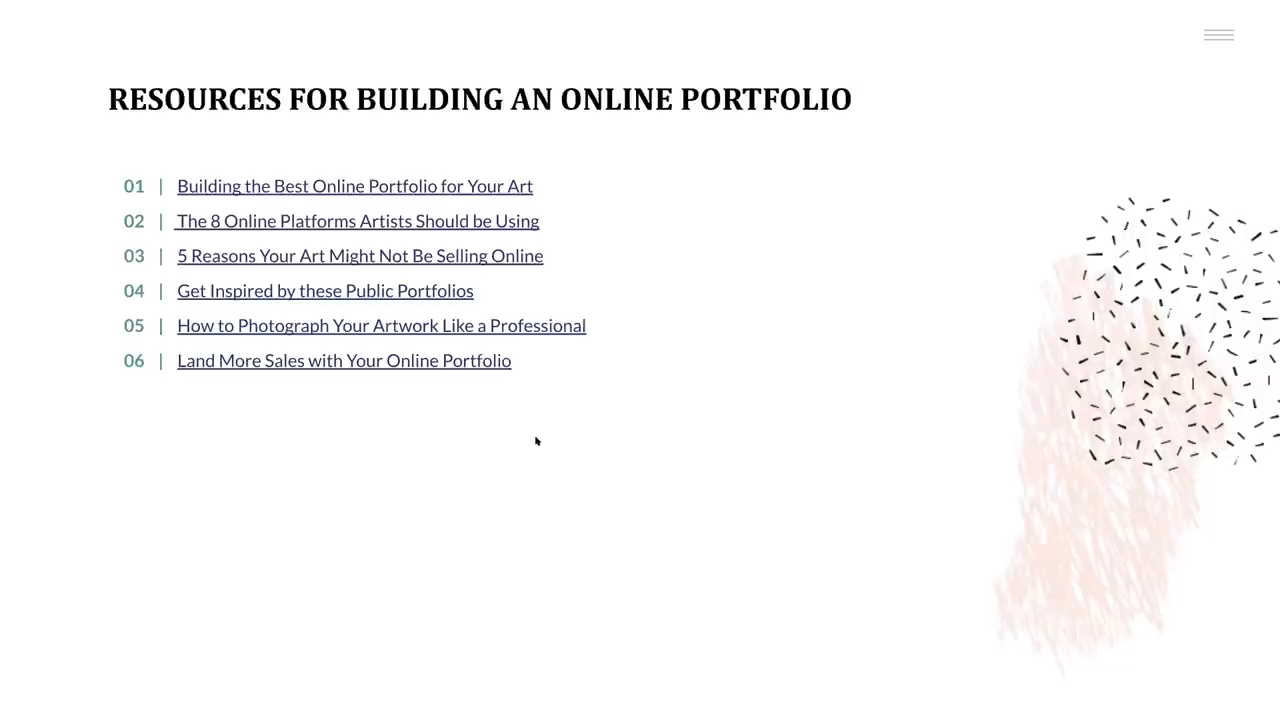 RESOURCES FOR BUILDING AN ONLINE PORTFOLIO
01 | Building the Best Online Portfolio for Your Art
02 | The 8 Online Platforms Artists Should be Using
03 | 5 Reasons Your Art Might Not Be Selling Online
04 | Get Inspired by these Public Portfolios
05 | How to Photograph Your Artwork Like a Professional
06 | Land More Sales with Your Online Portfolio